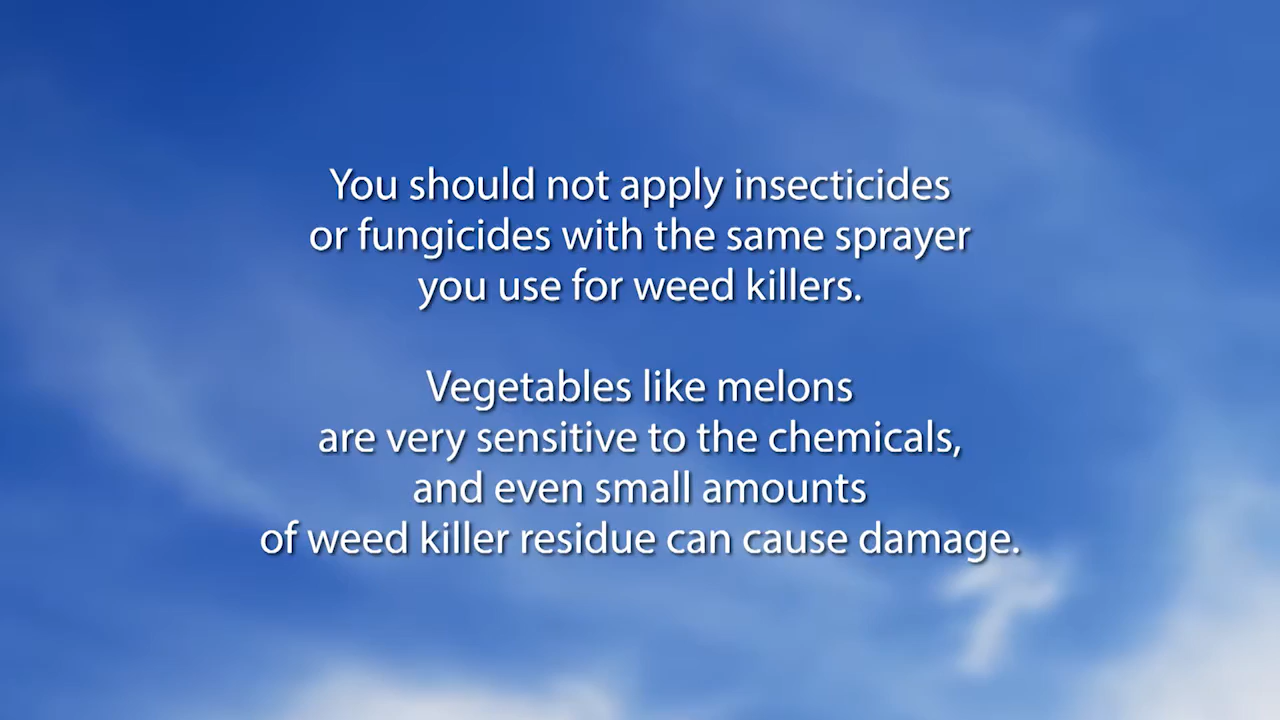 You should not apply insecticides
or fungicides with the same sprayer
you use for weed killers.
Vegetables like melons
are very sensitive to the chemicals,
and even small amounts
of weed killer residue can cause damage.